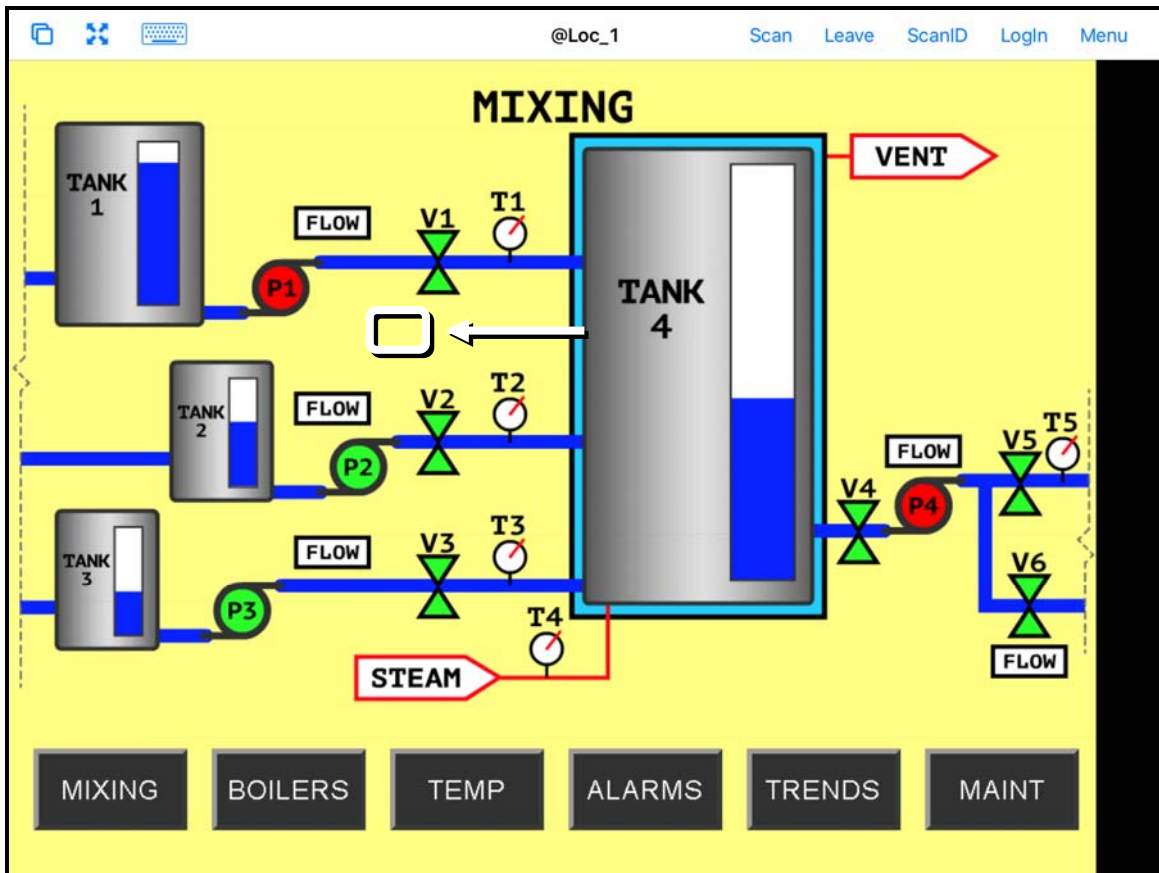 @Loc_1 Scan Leave ScanID LogIn Menu
MIXING
VENT
TANK
1
FLOW
V1
T1
P1
TANK
4
TANK
2
FLOW
V2
T2
P2
TANK
3
FLOW
V3
T3
P3
T4
STEAM
V4
FLOW
P4
V5
T5
V6
FLOW
MIXING BOILERS TEMP ALARMS TRENDS MAINT